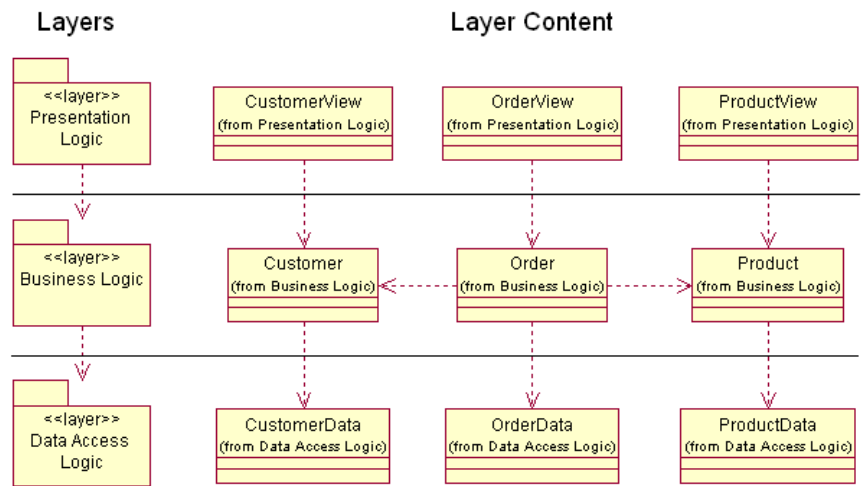 Layers
Layer Content
<<layer>>
Presentation
Logic
CustomerView
(from Presentation Logic)
OrderView
(from Presentation Logic)
ProductView
(from Presentation Logic)
<<layer>>
Business Logic
Customer
(from Business Logic)
Order
(from Business Logic)
Product
(from Business Logic)
<<layer>>
Data Access
Logic
CustomerData
(from Data Access Logic)
OrderData
(from Data Access Logic)
ProductData
(from Data Access Logic)